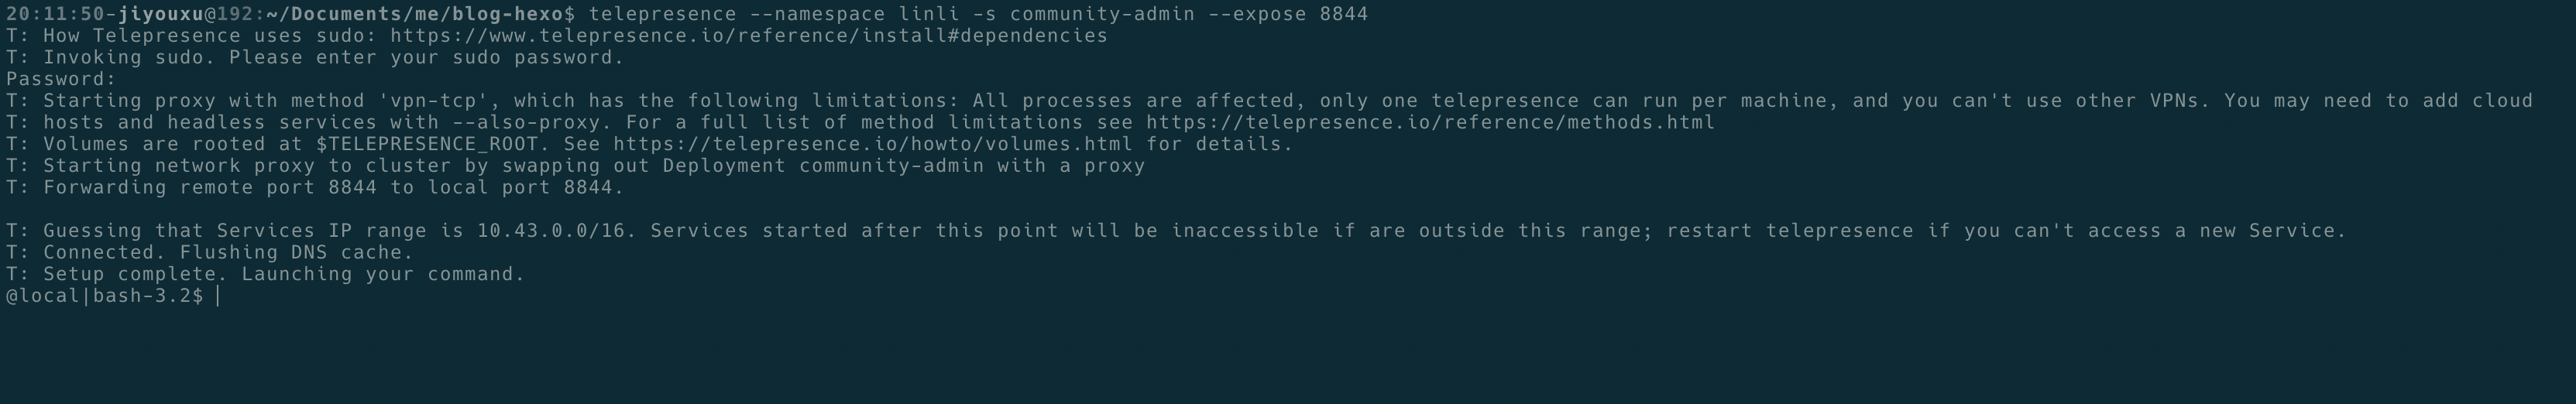 20:11:50-jiyouxu@192:~/Documents/me/blog-hexo$ telepresence --namespace linli -s community-admin --expose 8844
T: How Telepresence uses sudo: https://www.telepresence.io/reference/install#dependencies
T: Invoking sudo. Please enter your sudo password.
Password:
T: Starting proxy with method 'vpn-tcp', which has the following limitations: All processes are affected, only one telepresence can run per machine, and you can't use other VPNs. You may need to add cloud
T: hosts and headless services with --also-proxy. For a full list of method limitations see https://telepresence.io/reference/methods.html
T: Volumes are rooted at $TELEPRESENCE_ROOT. See https://telepresence.io/howto/volumes.html for details.
T: Starting network proxy to cluster by swapping out Deployment community-admin with a proxy
T: Forwarding remote port 8844 to local port 8844.
T: Guessing that Services IP range is 10.43.0.0/16. Services started after this point will be inaccessible if are outside this range; restart telepresence if you can't access a new Service.
T: Connected. Flushing DNS cache.
T: Setup complete. Launching your command.
@local|bash-3.2$